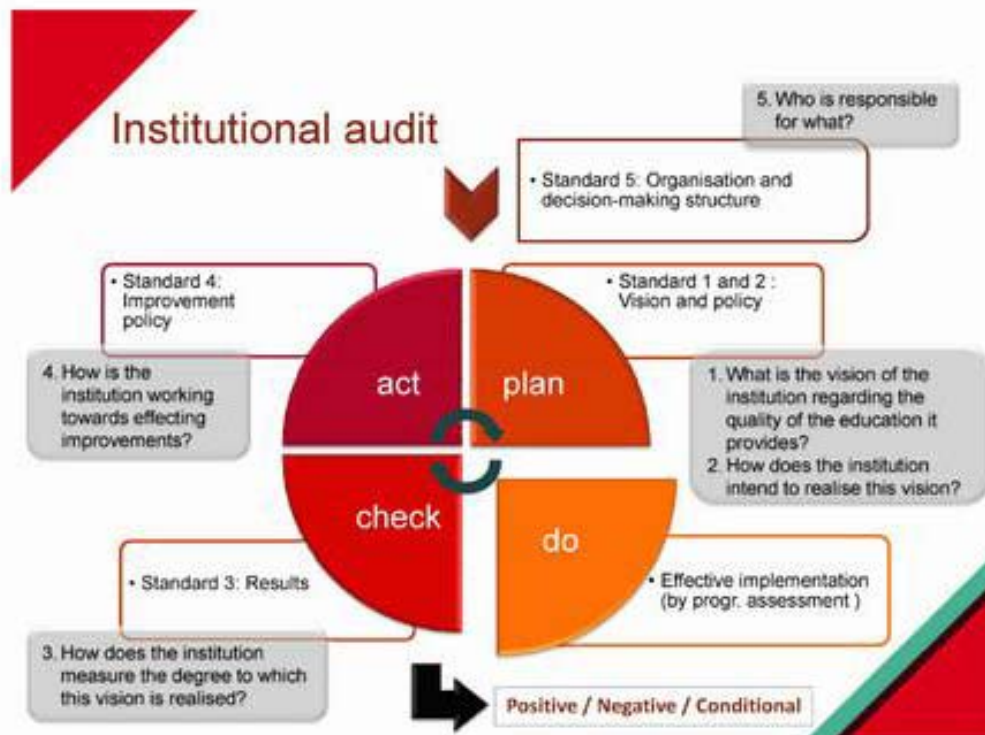 Institutional audit
5. Who is responsible
for what?
• Standard 5: Organisation and
decision-making structure
• Standard 4:
Improvement
policy
• Standard 1 and 2 :
Vision and policy
4. How is the
institution working
towards effecting
improvements?
act
plan
1. What is the vision of the
institution regarding the
quality of the education it
provides?
2. How does the institution
intend to realise this vision?
check
do
• Standard 3: Results
• Effective implementation
(by progr. assessment )
3. How does the institution
measure the degree to which
this vision is realised?
Positive / Negative / Conditional